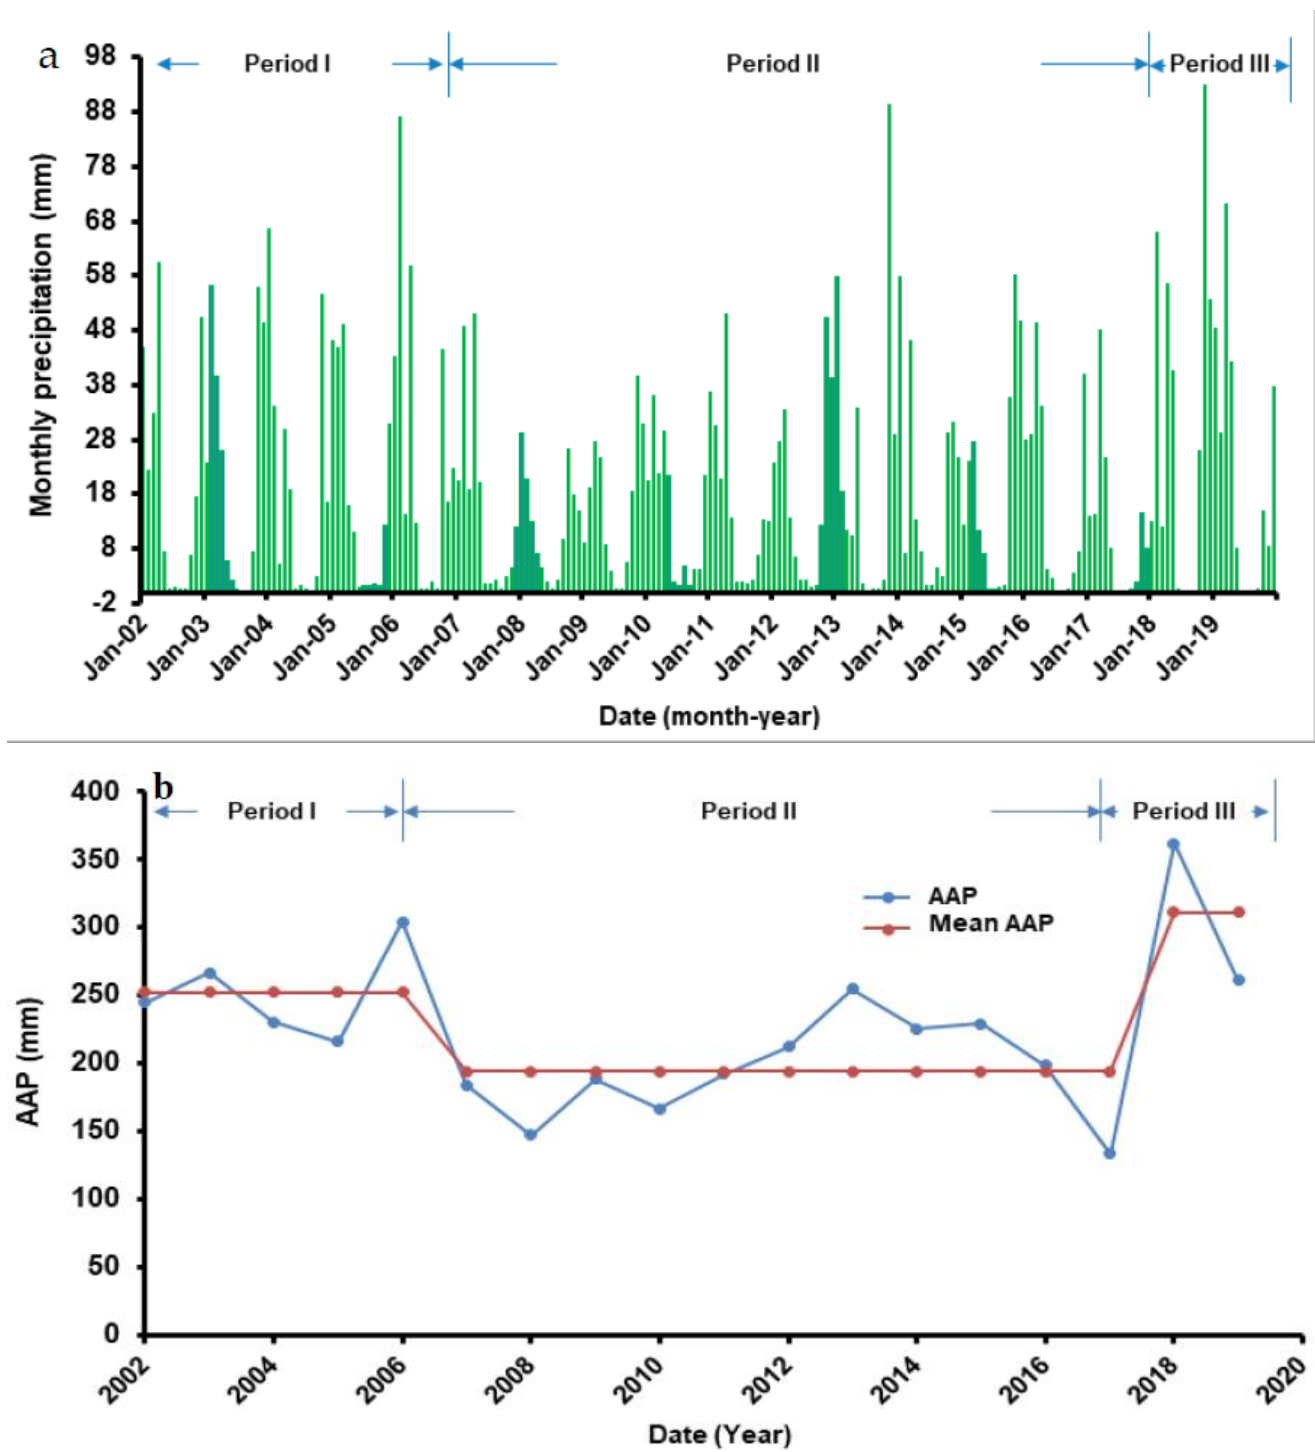 a
Period I
Period II
Period III
98
88
78
68
58
48
38
28
18
8
-2
Monthly precipitation (mm)
Jan-02
Jan-03
Jan-04
Jan-05
Jan-06
Jan-07
Jan-08
Jan-09
Jan-10
Jan-11
Jan-12
Jan-13
Jan-14
Jan-15
Jan-16
Jan-17
Jan-18
Jan-19
Date (month-year)
b
Period I
Period II
Period III
400
350
300
250
200
150
100
50
0
AAP (mm)
AAP
Mean AAP
2002
2004
2006
2008
2010
2012
2014
2016
2018
2020
Date (Year)